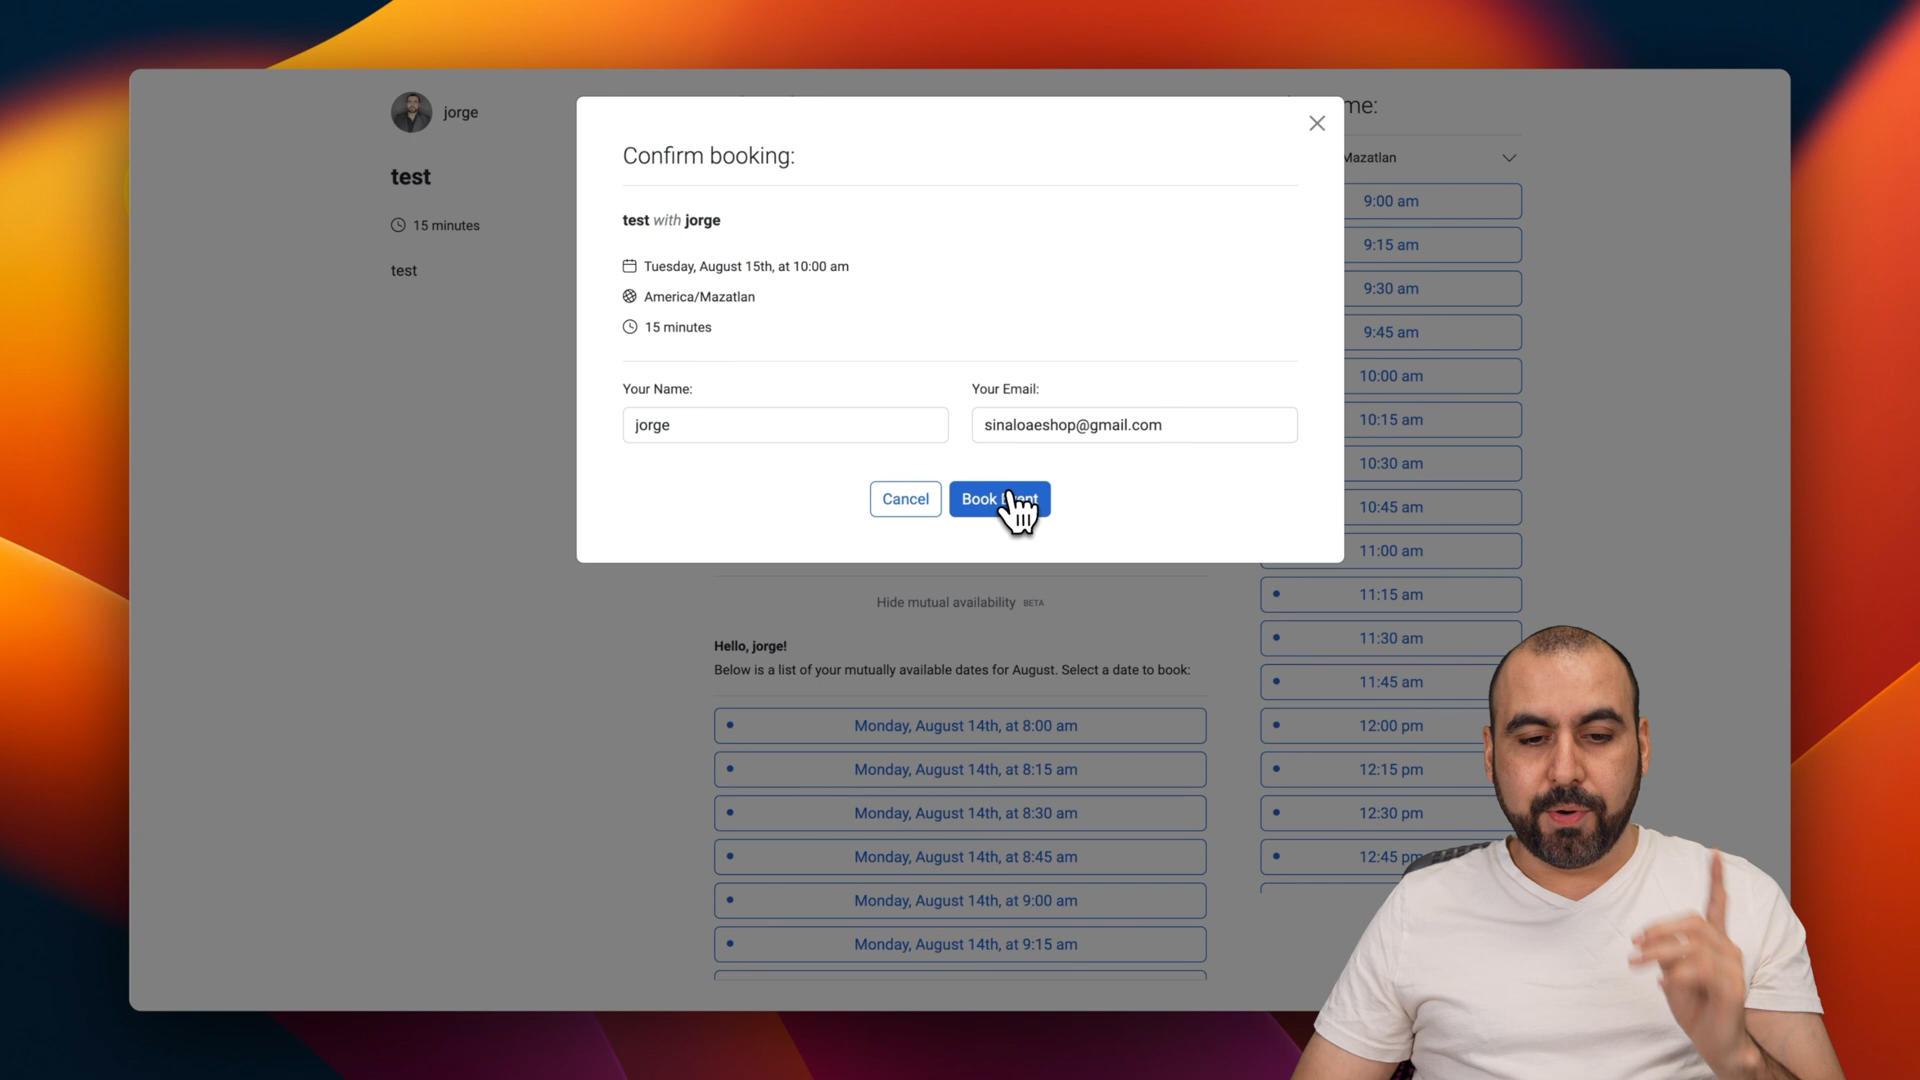 jorge
test
15 minutes
test
Confirm booking:
test with jorge
Tuesday, August 15th, at 10:00 am
America/Mazatlan
15 minutes
Your Name:
Your Email:
jorge
sinaloaeshop@gmail.com
Cancel
Book
Hide mutual availability BETA
Hello, jorge!
Below is a list of your mutually available dates for August. Select a date to book:
Monday, August 14th, at 8:00 am
Monday, August 14th, at 8:15 am
Monday, August 14th, at 8:30 am
Monday, August 14th, at 8:45 am
Monday, August 14th, at 9:00 am
Monday, August 14th, at 9:15 am
me:
Mazatlan
9:00 am
9:15 am
9:30 am
9:45 am
10:00 am
10:15 am
10:30 am
10:45 am
11:00 am
11:15 am
11:30 am
11:45 am
12:00 pm
12:15 pm
12:30 pm
12:45 pm